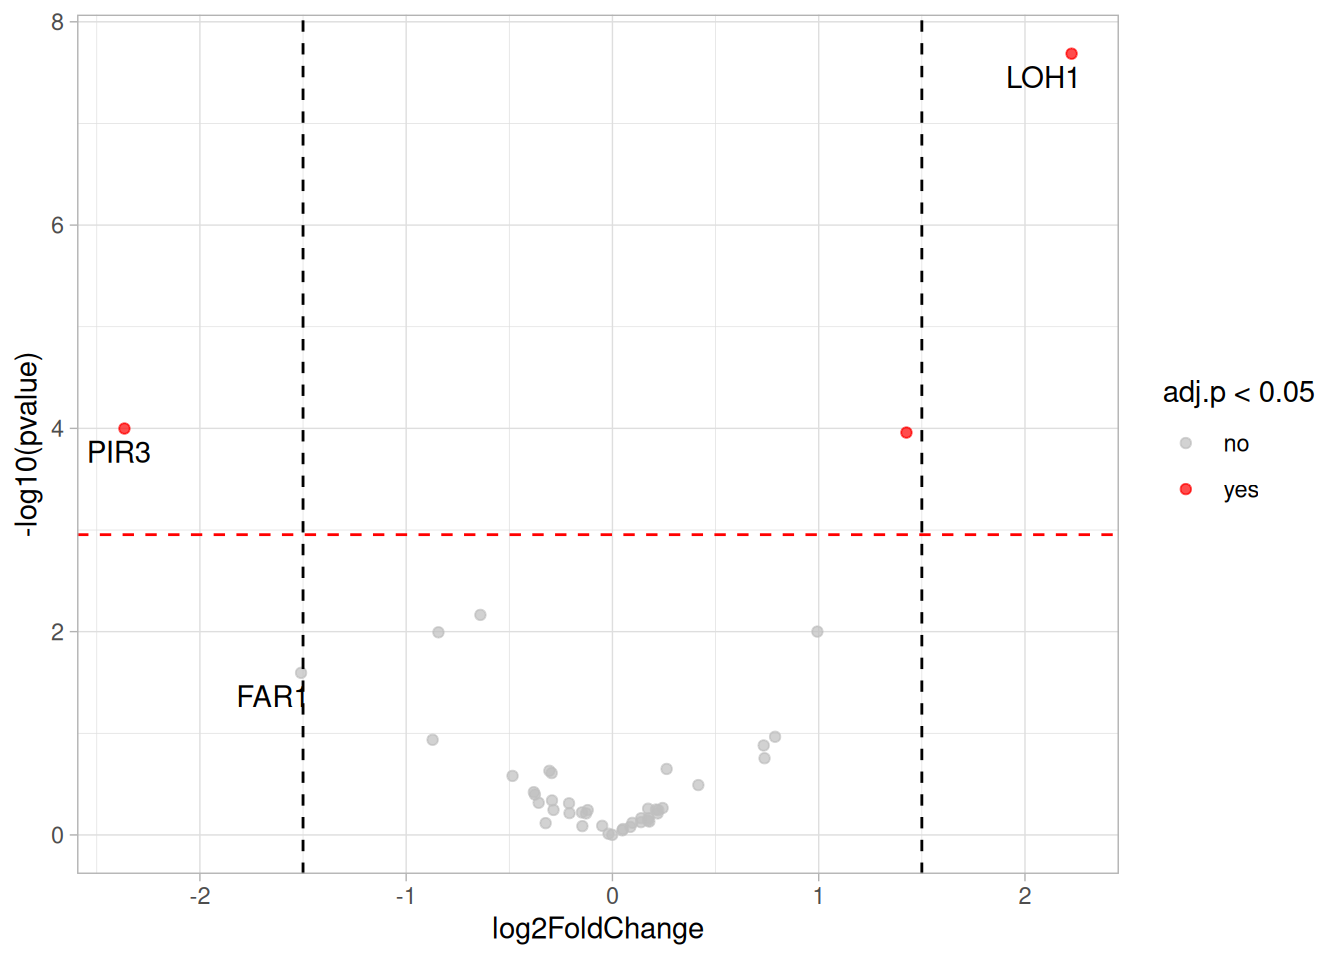 8
LOH1
6
4
PIR3
2
FAR1
0
-log10(pvalue)
-2
-1
0
1
2
log2FoldChange
adj.p < 0.05
no
yes